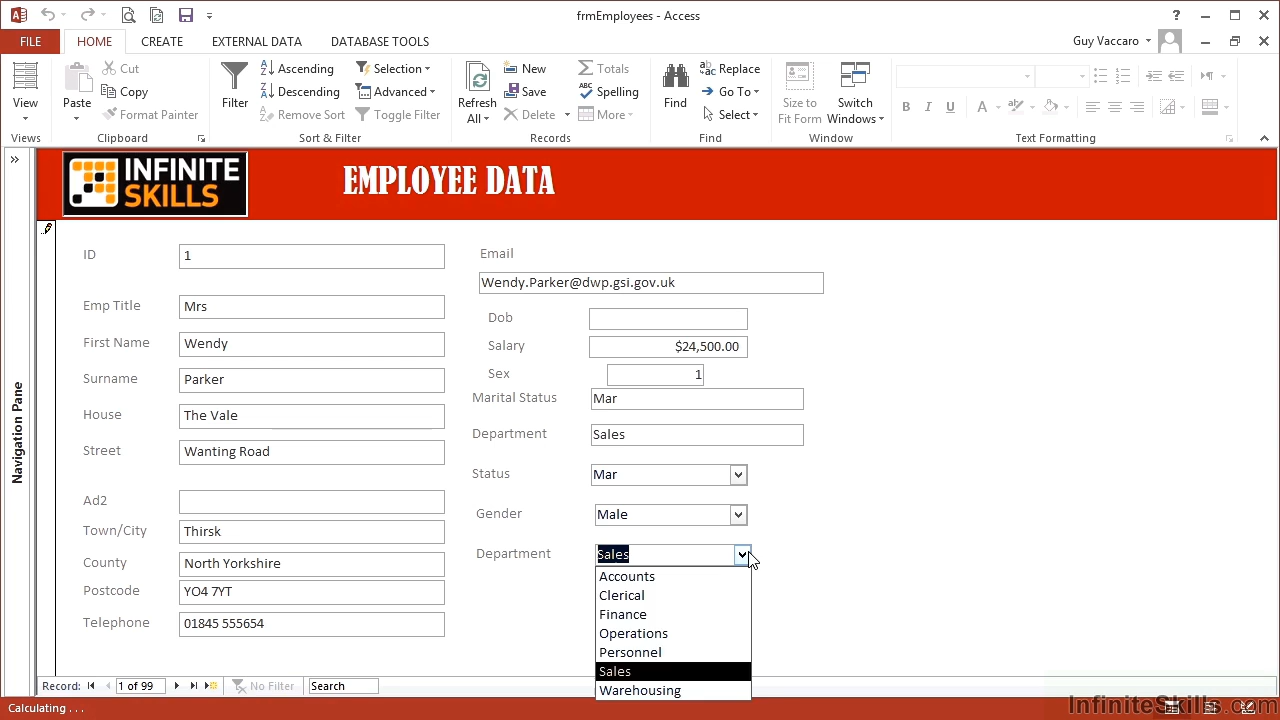 frmEmployees - Access
?
FILE
HOME
CREATE
EXTERNAL DATA
DATABASE TOOLS
Guy Vaccaro
View
Views
Paste
Cut
Copy
Format Painter
Clipboard
Filter
Ascending
Descending
Remove Sort
Selection
Sort & Filter
Refresh
All
New
Save
Delete
Totals
Spelling
More
Records
Find
Replace
Go To
Select
Find
Size to
Fit Form
Switch
Windows
Window
B I U A
Text Formatting
Navigation Pane
INFINITE
SKILLS
EMPLOYEE DATA
ID 1
Emp Title Mrs
First Name Wendy
Surname Parker
House The Vale
Street Wanting Road
Ad2
Town/City Thirsk
County North Yorkshire
Postcode YO4 7YT
Telephone 01845 555654
Email
Wendy.Parker@dwp.gsi.gov.uk
Dob
Salary $24,500.00
Sex 1
Marital Status Mar
Department Sales
Status Mar
Gender Male
Department Sales
Accounts
Clerical
Finance
Operations
Personnel
Sales
Warehousing
Record: 1 of 99 No Filter Search
Calculating . . .
InfiniteSkills.com